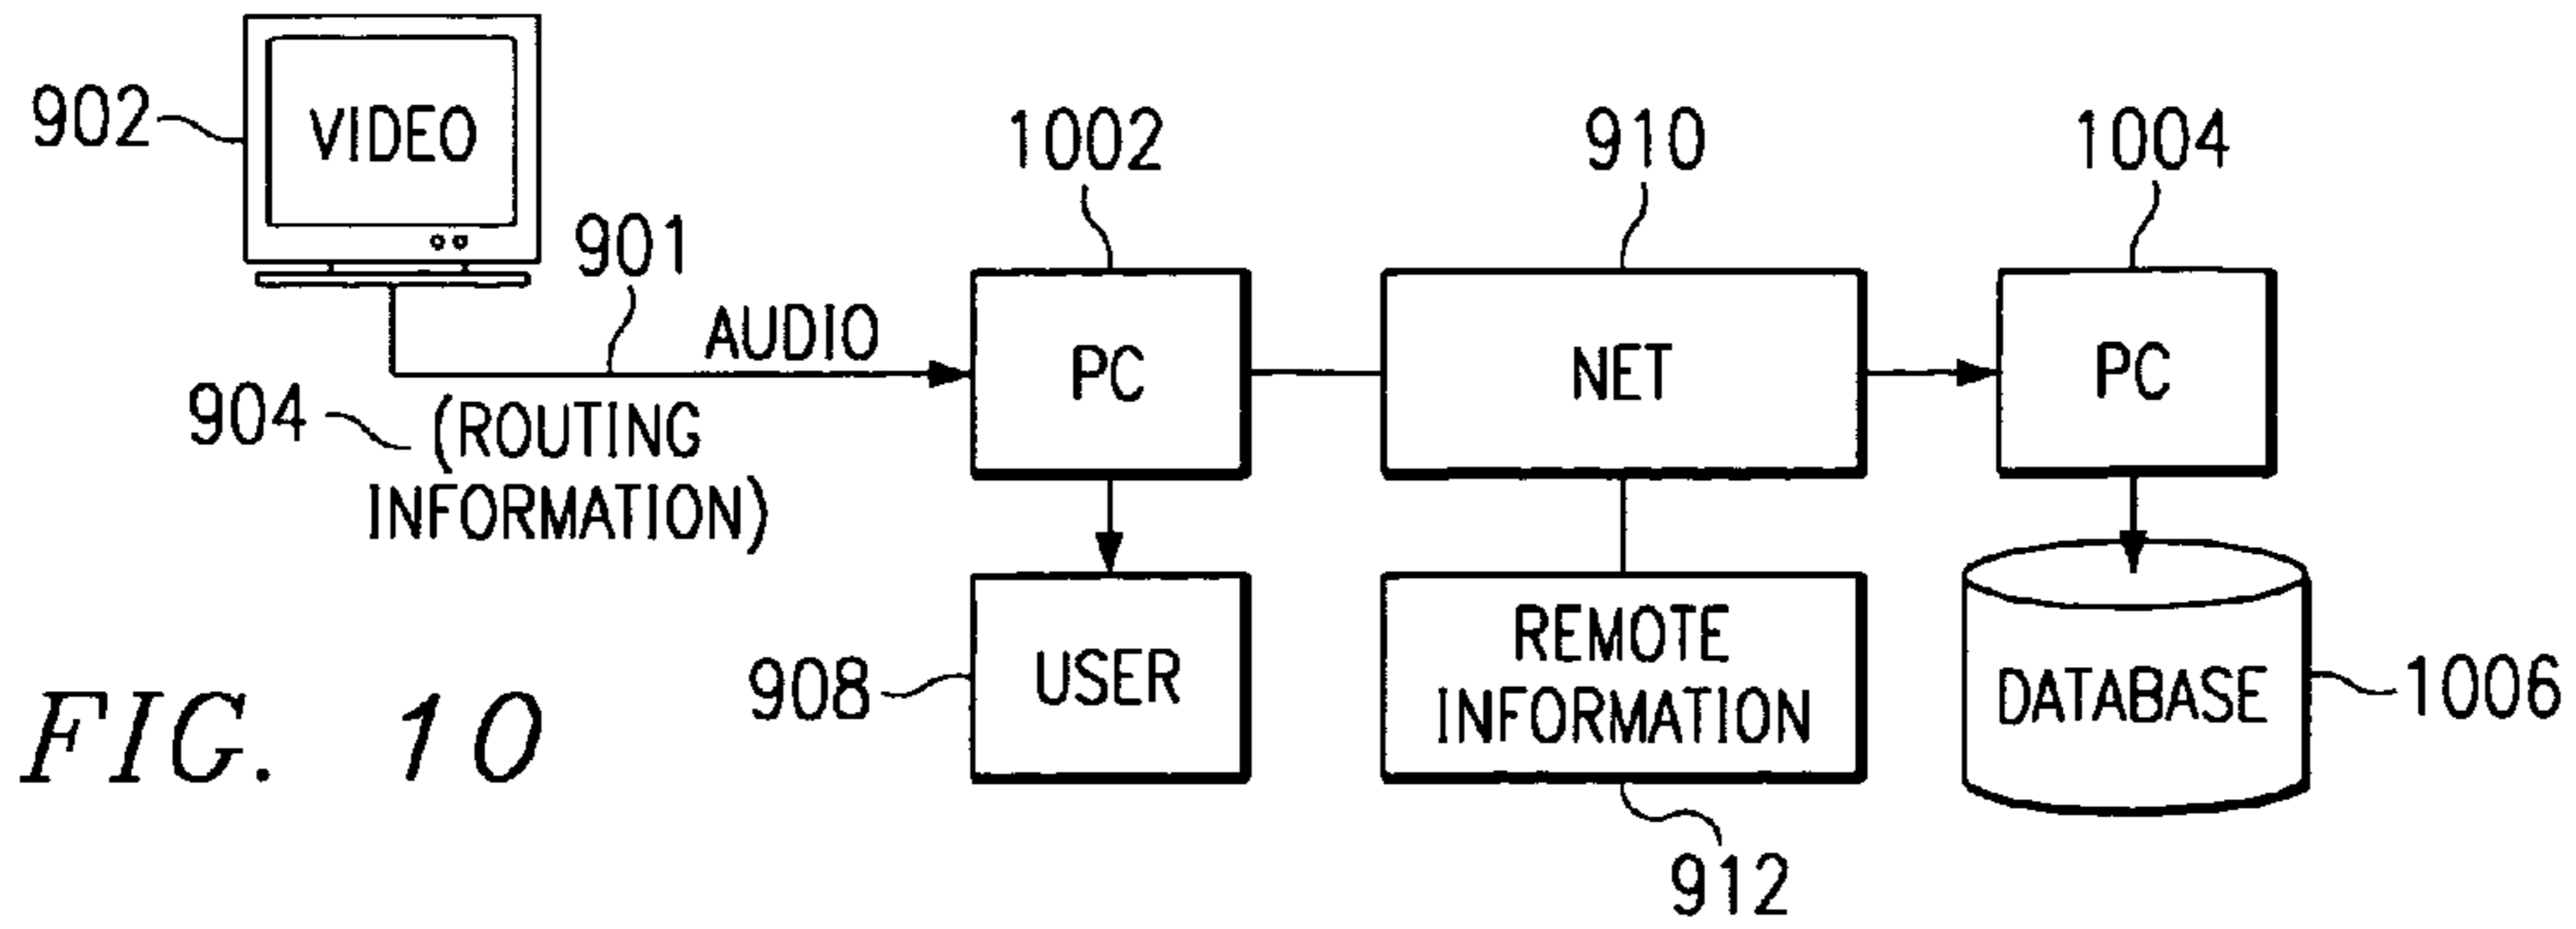 902
VIDEO
901
AUDIO
904
(ROUTING
INFORMATION)
1002
PC
910
NET
1004
PC
908
USER
REMOTE
INFORMATION
912
DATABASE
1006
FIG. 10